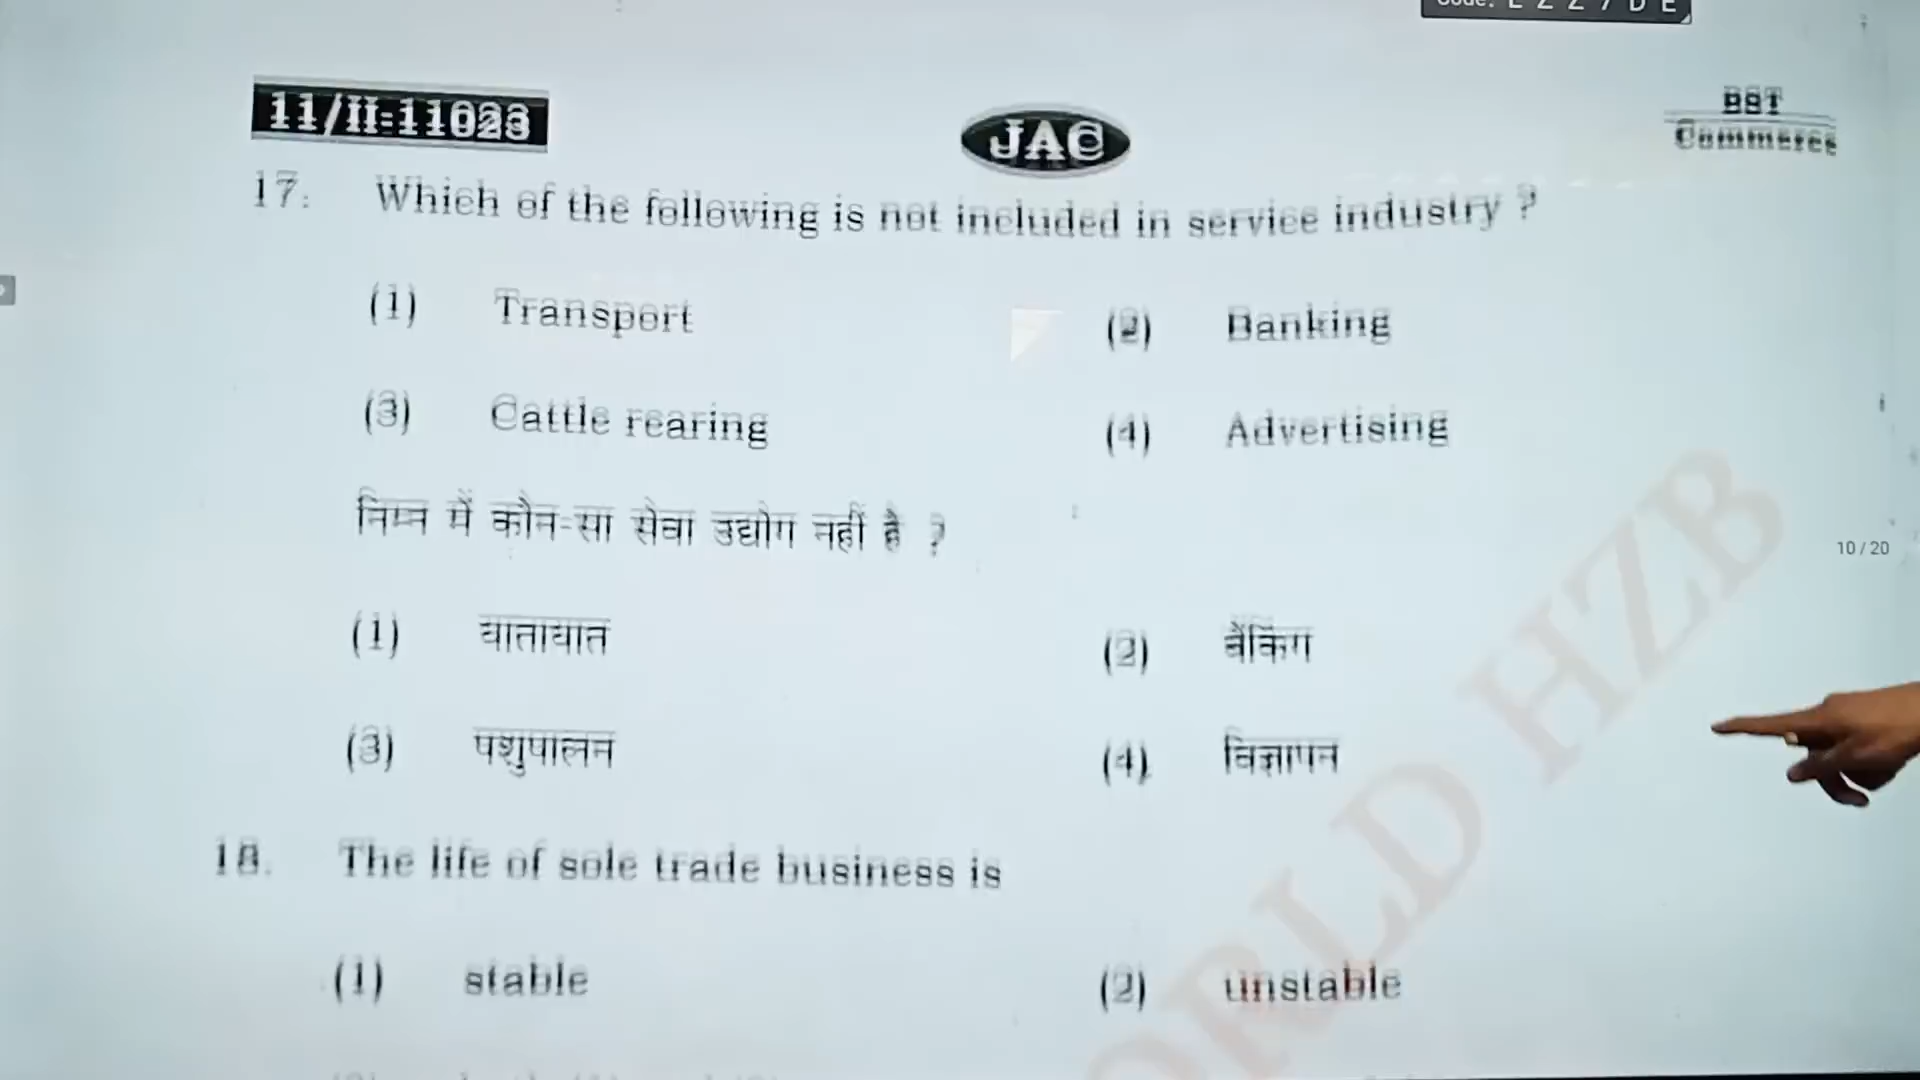 11/II-11023
JAC
BST
Commerce
17. Which of the following is not included in service industry ?
(1) Transport
(2) Banking
(3) Cattle rearing
(4) Advertising
निम्न में कौन-सा सेवा उद्योग नहीं है ?
(1) यातायात
(2) बैंकिंग
(3) पशुपालन
(4) विज्ञापन
10 / 20
18. The life of sole trade business is
(1) stable
(2) unstable
ORLD HZB